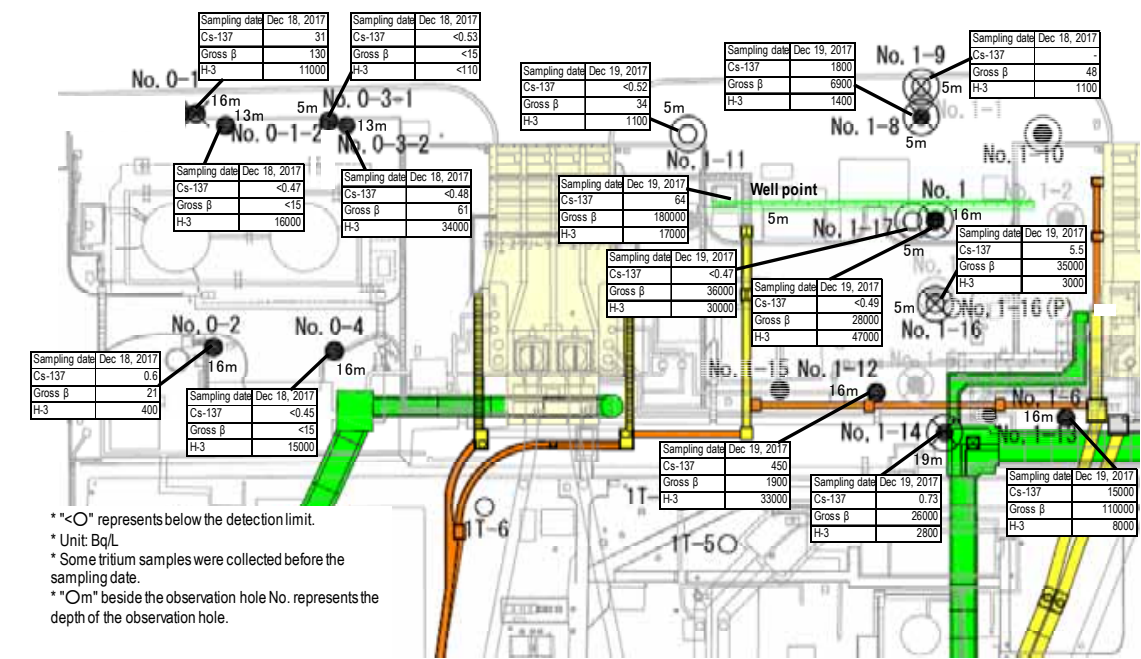 Sampling date Dec 18, 2017
Cs-137 31
Gross β 130
H-3 11000
Sampling date Dec 18, 2017
Cs-137 <0.53
Gross β <15
H-3 <110
Sampling date Dec 19, 2017
Cs-137 <0.52
Gross β 34
H-3 1100
Sampling date Dec 19, 2017
Cs-137 1800
Gross β 6900
H-3 1400
Sampling date Dec 18, 2017
Cs-137 -
Gross β 48
H-3 1100
No. 0-1
16m
13m
No. 0-1-2
5m
No. 0-3-1
13m
No. 0-3-2
5m
No. 1-11
No. 1-9
5m
No. 1-8
5m
No. 1-10
Sampling date Dec 18, 2017
Cs-137 <0.47
Gross β <15
H-3 16000
Sampling date Dec 18, 2017
Cs-137 <0.48
Gross β 61
H-3 34000
Sampling date Dec 19, 2017
Cs-137 64
Gross β 180000
H-3 17000
Well point
5m
No. 1
16m
1-2
No. 1-17
5m
Sampling date Dec 19, 2017
Cs-137 <0.47
Gross β 36000
H-3 30000
Sampling date Dec 19, 2017
Cs-137 <0.49
Gross β 28000
H-3 47000
Sampling date Dec 19, 2017
Cs-137 5.5
Gross β 35000
H-3 3000
5m
No. 1-16
No. 1-16(P)
No. 0-2
16m
No. 0-4
16m
Sampling date Dec 18, 2017
Cs-137 0.6
Gross β 21
H-3 400
Sampling date Dec 18, 2017
Cs-137 <0.45
Gross β <15
H-3 15000
No. 1-15
No. 1-12
16m
No. 1-14
19m
1-6
16m
No. 1-13
Sampling date Dec 19, 2017
Cs-137 450
Gross β 1900
H-3 33000
Sampling date Dec 19, 2017
Cs-137 0.73
Gross β 26000
H-3 2800
Sampling date Dec 19, 2017
Cs-137 15000
Gross β 110000
H-3 8000
1T-
1T-6
1T-5
* "<○" represents below the detection limit.
* Unit: Bq/L
* Some tritium samples were collected before the
sampling date.
* "○m" beside the observation hole No. represents the
depth of the observation hole.